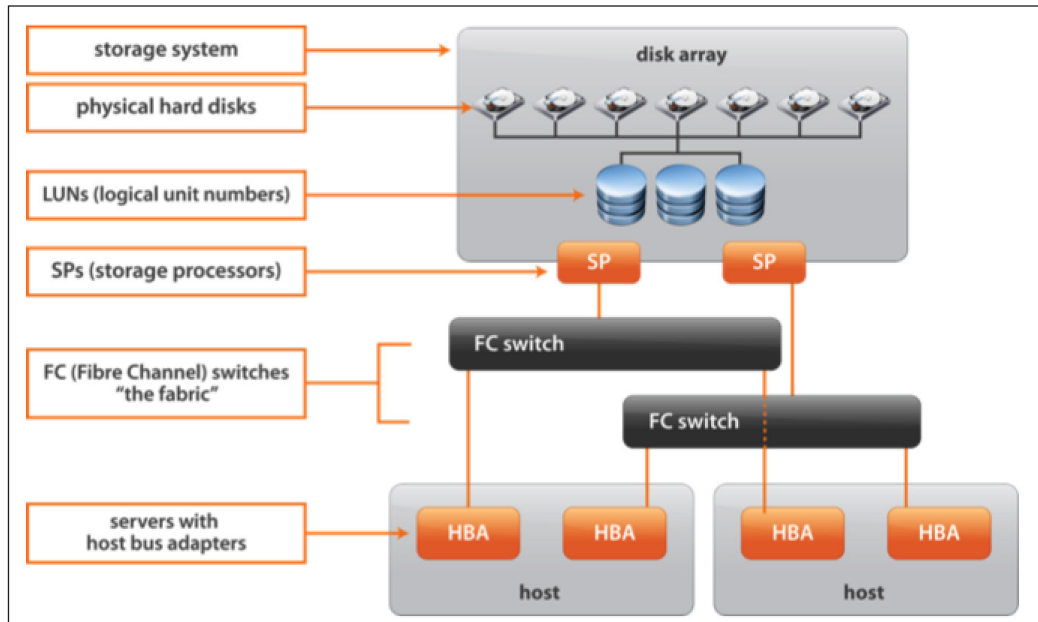 storage system
disk array
physical hard disks
LUNs (logical unit numbers)
SPs (storage processors)
SP
SP
FC switch
FC (Fibre Channel) switches
“the fabric”
FC switch
servers with
host bus adapters
HBA
HBA
HBA
HBA
host
host